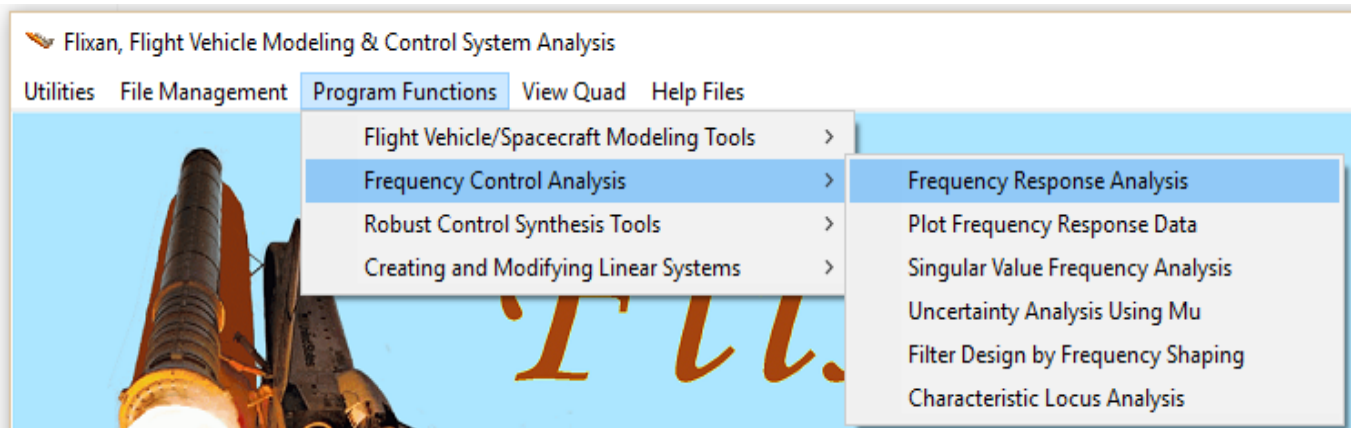 Flixan, Flight Vehicle Modeling & Control System Analysis
Utilities File Management Program Functions View Quad Help Files
Flight Vehicle/Spacecraft Modeling Tools
Frequency Control Analysis
Robust Control Synthesis Tools
Creating and Modifying Linear Systems
Frequency Response Analysis
Plot Frequency Response Data
Singular Value Frequency Analysis
Uncertainty Analysis Using Mu
Filter Design by Frequency Shaping
Characteristic Locus Analysis